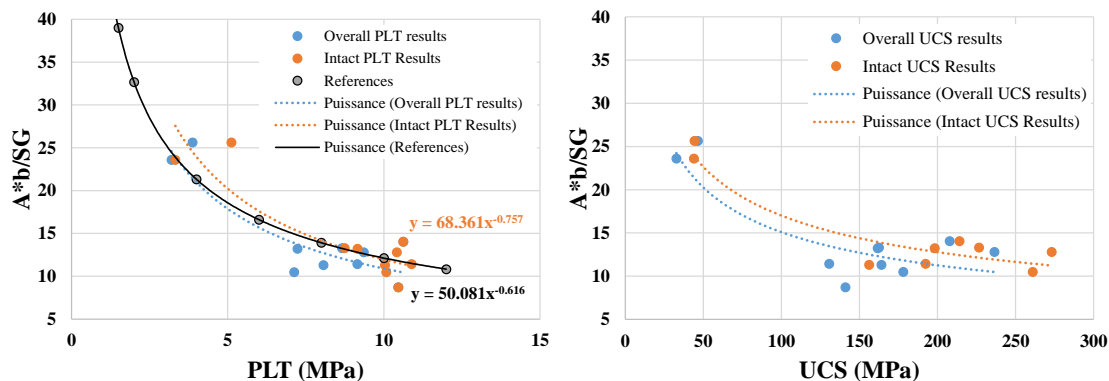 40
35
30
25
20
15
10
5
A*b/SG
0
5
10
15
PLT (MPa)
Overall PLT results
Intact PLT Results
References
Puissance (Overall PLT results)
Puissance (Intact PLT Results)
Puissance (References)
y = 68.361x-0.757
y = 50.081x-0.616
40
35
30
25
20
15
10
5
A*b/SG
0
50
100
150
200
250
300
UCS (MPa)
Overall UCS results
Intact UCS Results
Puissance (Overall UCS results)
Puissance (Intact UCS Results)